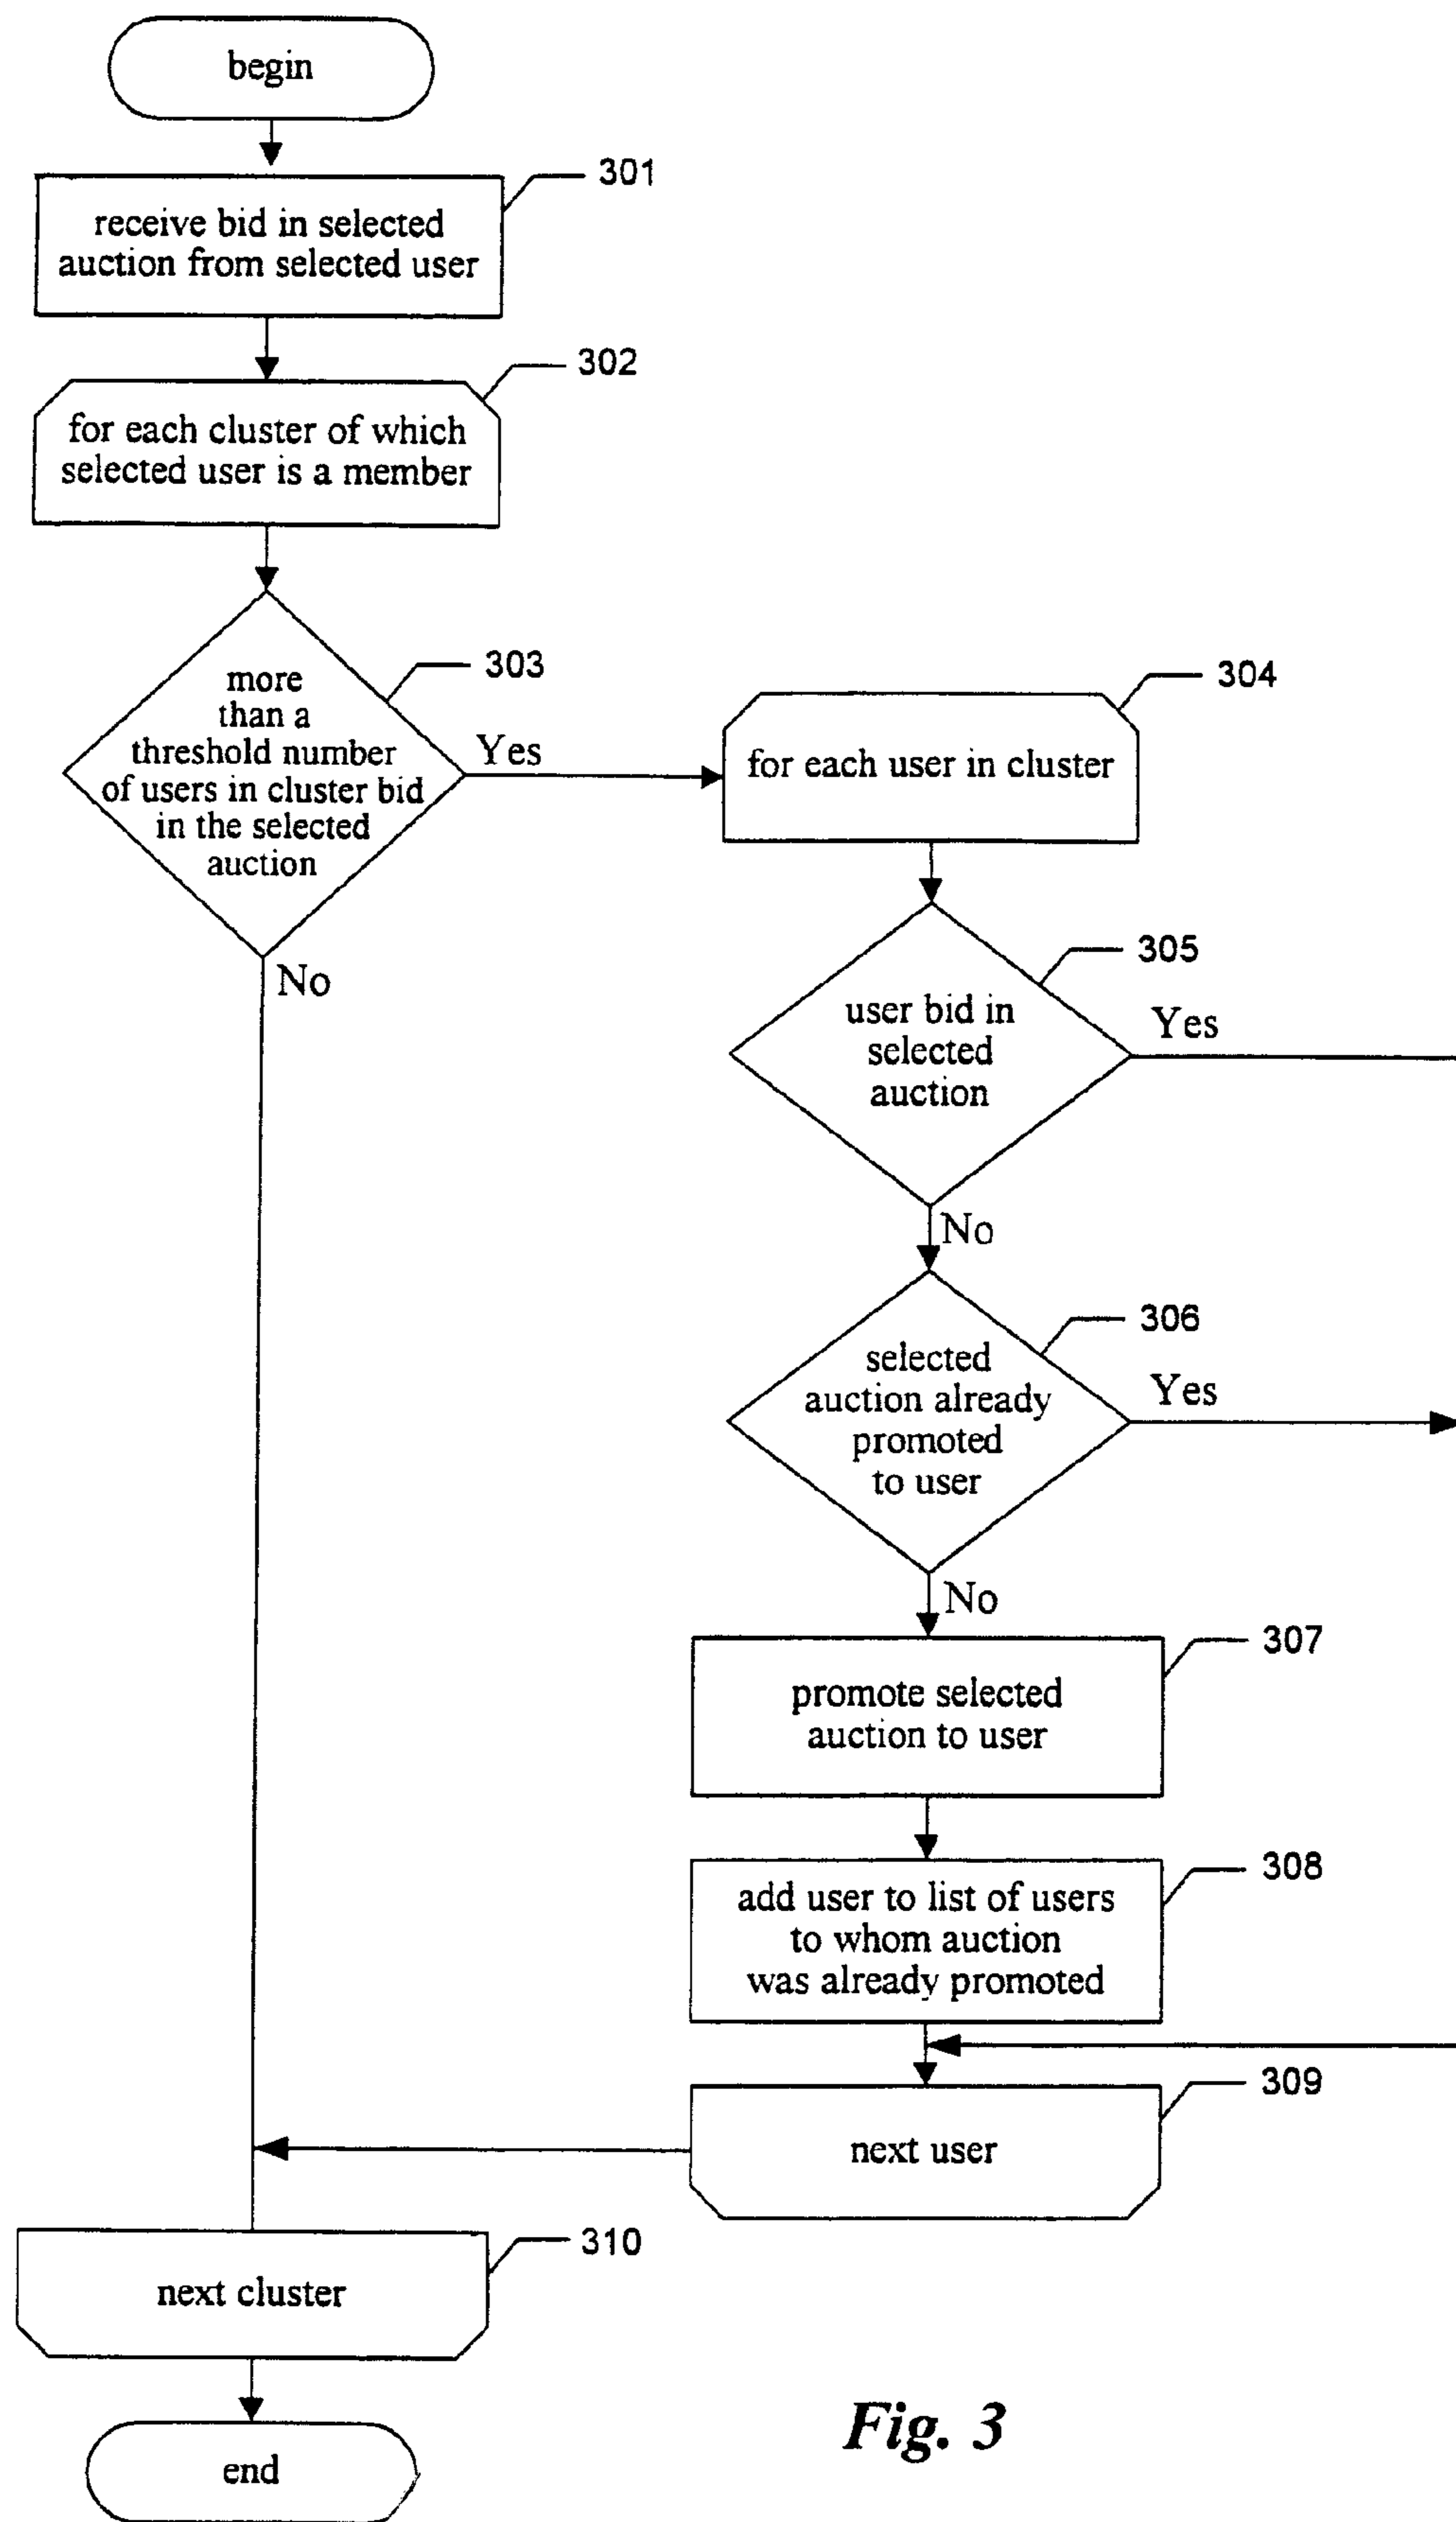 begin
301
receive bid in selected
auction from selected user
302
for each cluster of which
selected user is a member
303
more
than a
threshold number
of users in cluster bid
in the selected
auction
Yes
No
304
for each user in cluster
305
user bid in
selected
auction
Yes
No
306
selected
auction already
promoted
to user
Yes
No
307
promote selected
auction to user
308
add user to list of users
to whom auction
was already promoted
309
next user
310
next cluster
end
Fig. 3